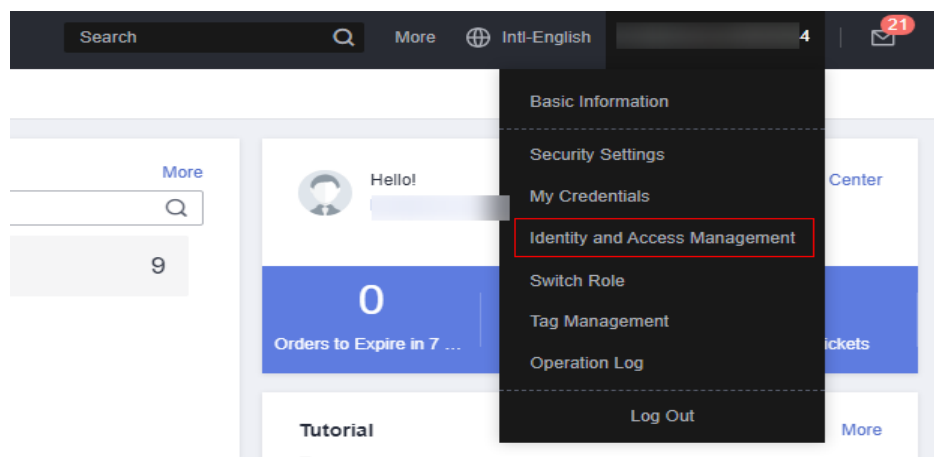 Search
More
Intl-English
4
21
Basic Information
Security Settings
My Credentials
Identity and Access Management
Switch Role
Tag Management
Operation Log
Log Out
More
9
Hello!
Center
0
Orders to Expire in 7 ...
ickets
Tutorial
More